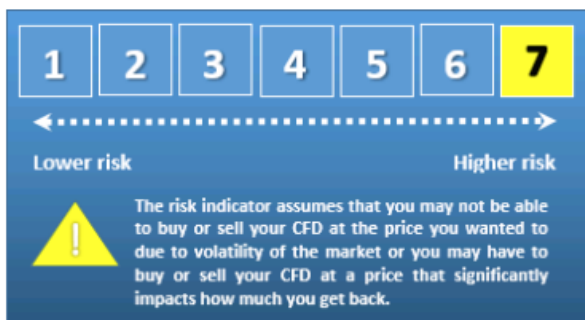 1 2 3 4 5 6 7
Lower risk Higher risk
! The risk indicator assumes that you may not be able
to buy or sell your CFD at the price you wanted to
due to volatility of the market or you may have to
buy or sell your CFD at a price that significantly
impacts how much you get back.